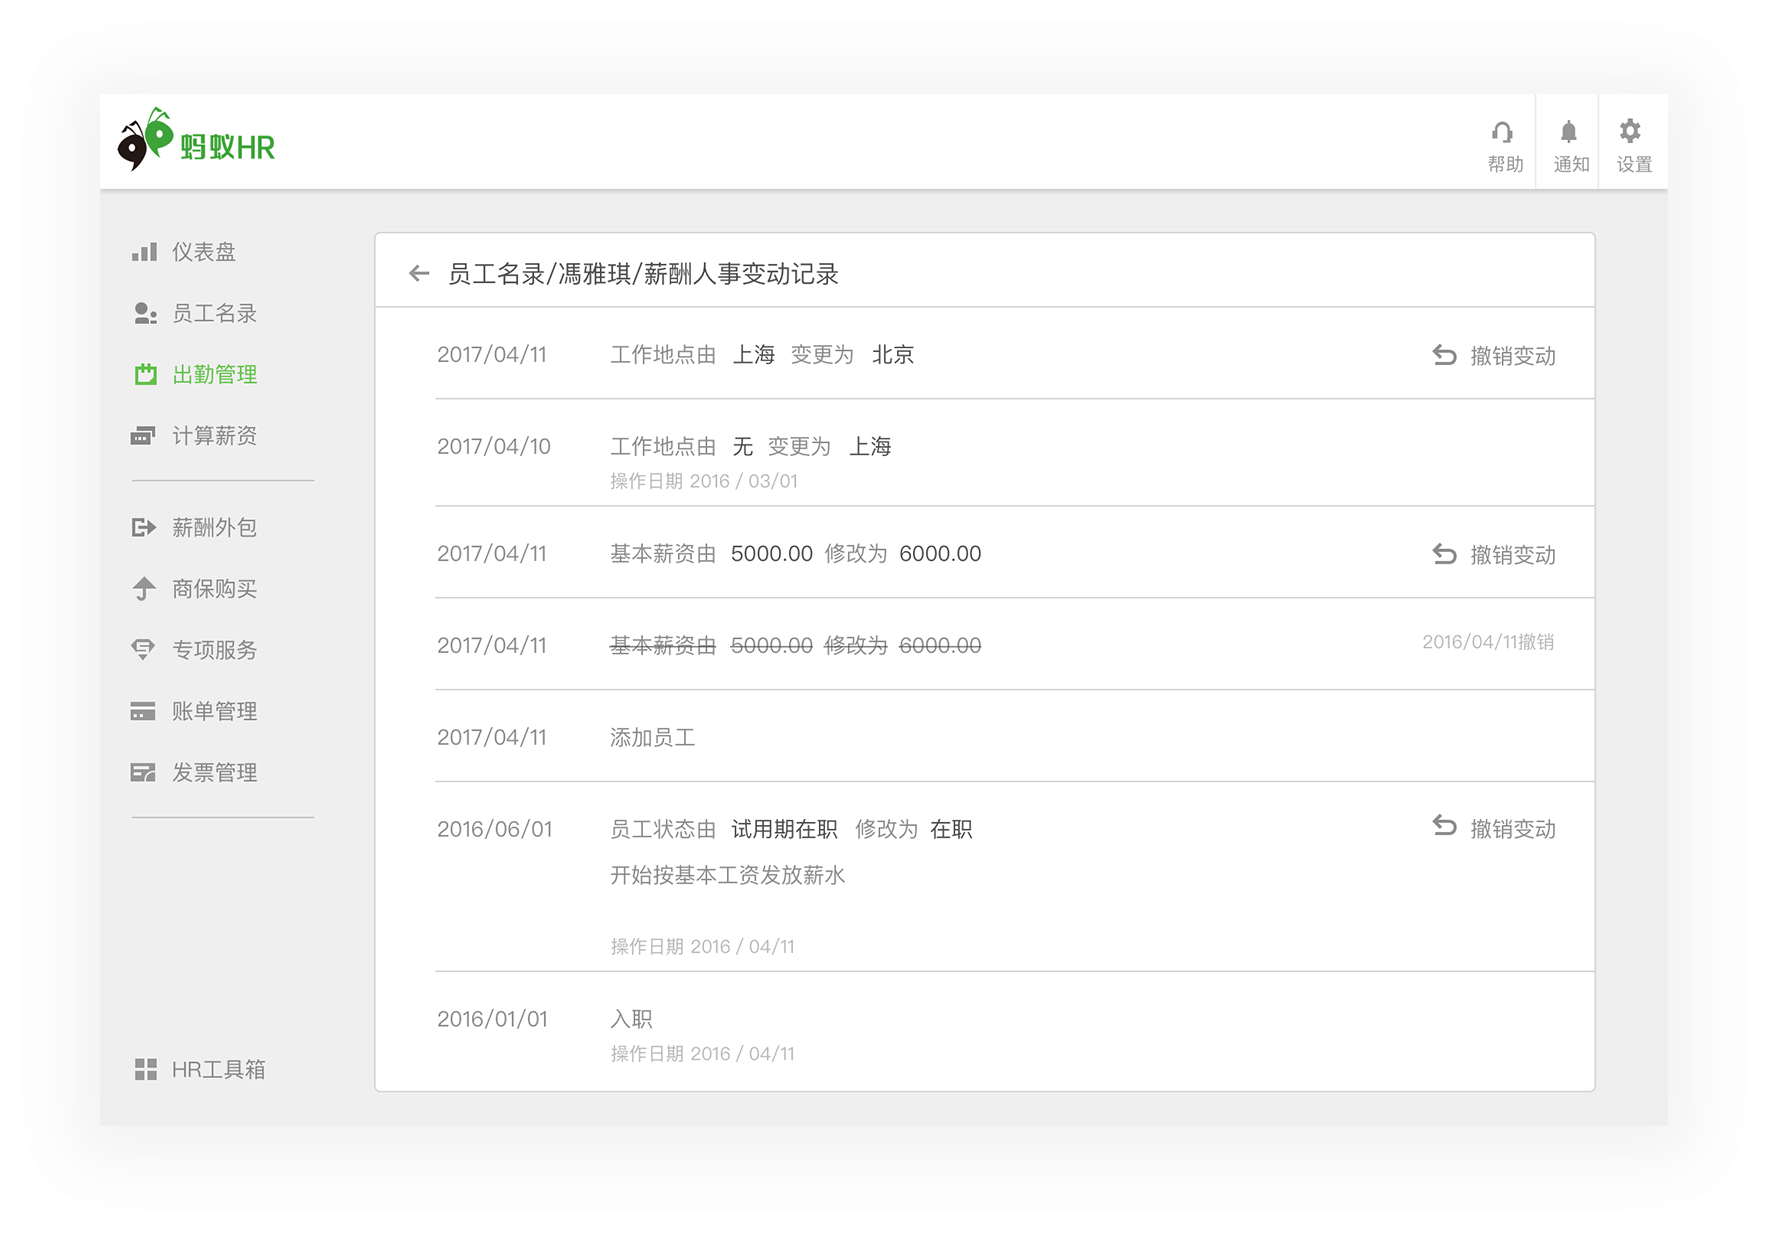 蚂蚁HR
帮助
通知
设置
仪表盘
员工名录
出勤管理
计算薪资
薪酬外包
商保购买
专项服务
账单管理
发票管理
HR工具箱
员工名录/馮雅琪/薪酬人事变动记录
2017/04/11 工作地点由 上海 变更为 北京 撤销变动
2017/04/10 工作地点由 无 变更为 上海
操作日期 2016 / 03/01
2017/04/11 基本薪资由 5000.00 修改为 6000.00 撤销变动
2017/04/11 基本薪资由 5000.00 修改为 6000.00 2016/04/11撤销
2017/04/11 添加员工
2016/06/01 员工状态由 试用期在职 修改为 在职 撤销变动
开始按基本工资发放薪水
操作日期 2016 / 04/11
2016/01/01 入职
操作日期 2016 / 04/11